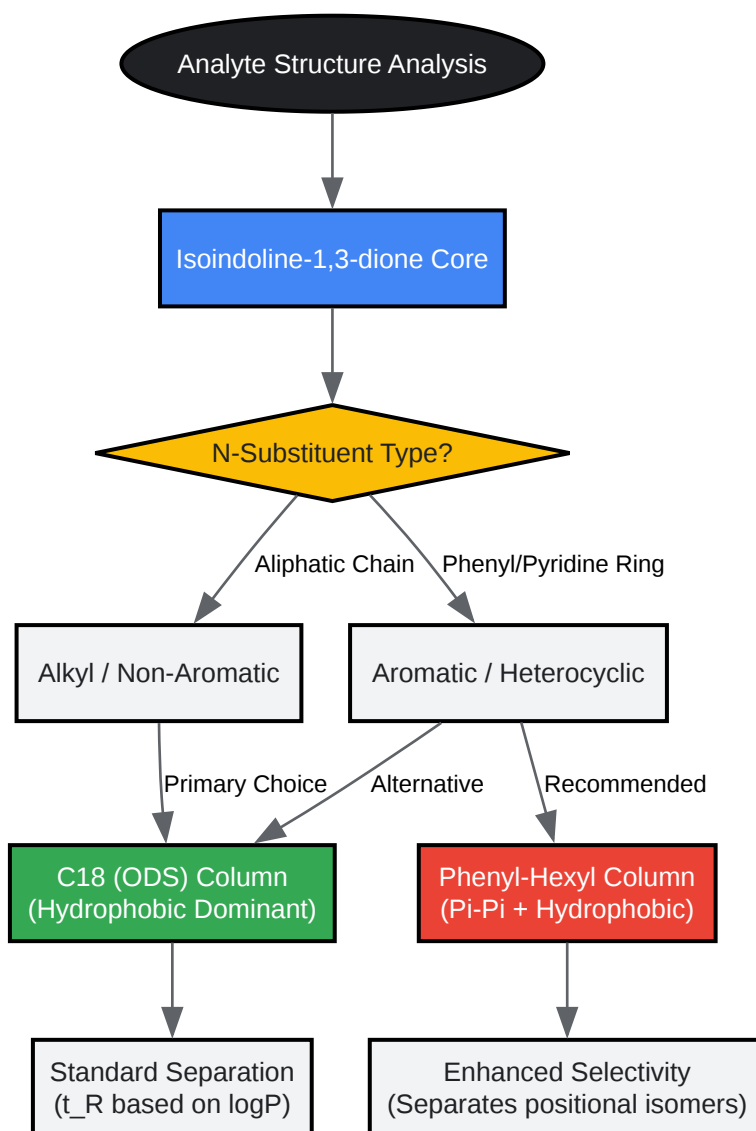 Analyte Structure Analysis
Isoindoline-1,3-dione Core
N-Substituent Type?
Aliphatic Chain
Phenyl/Pyridine Ring
Alkyl / Non-Aromatic
Aromatic / Heterocyclic
Primary Choice
Alternative
Recommended
C18 (ODS) Column
(Hydrophobic Dominant)
Phenyl-Hexyl Column
(Pi-Pi + Hydrophobic)
Standard Separation
(t_R based on logP)
Enhanced Selectivity
(Separates positional isomers)